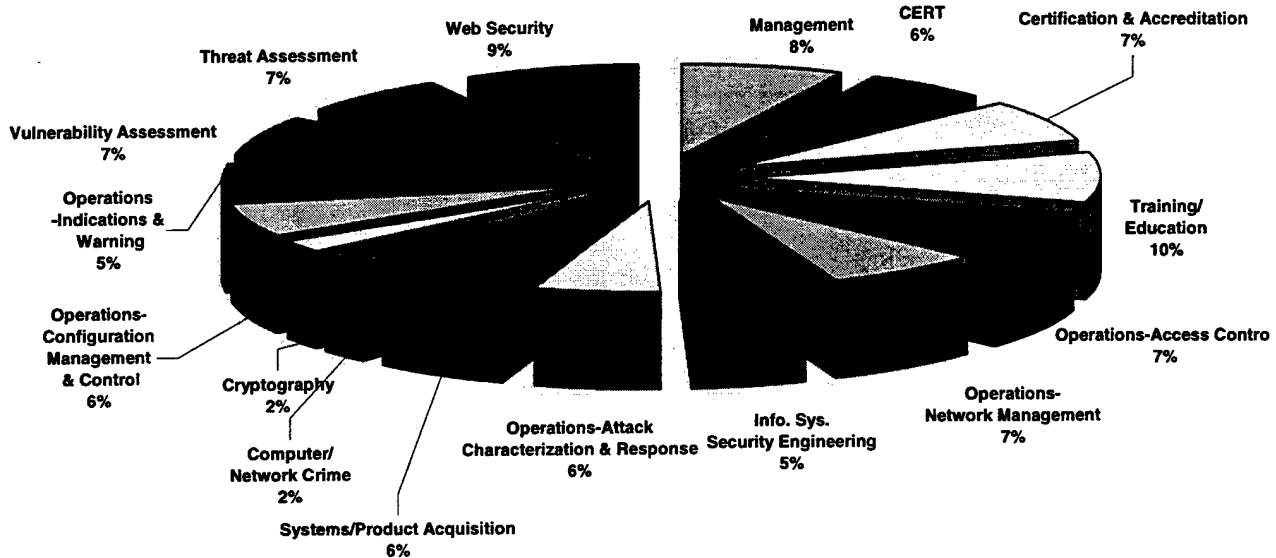 Web Security
9%
Management
8%
CERT
6%
Certification & Accreditation
7%
Threat Assessment
7%
Vulnerability Assessment
7%
Operations
-Indications &
Warning
5%
Training/
Education
10%
Operations-
Configuration
Management
& Control
6%
Operations-Access Contro
7%
Cryptography
2%
Operations-
Network Management
7%
Info. Sys.
Security Engineering
5%
Operations-Attack
Characterization & Response
6%
Computer/
Network Crime
2%
Systems/Product Acquisition
6%